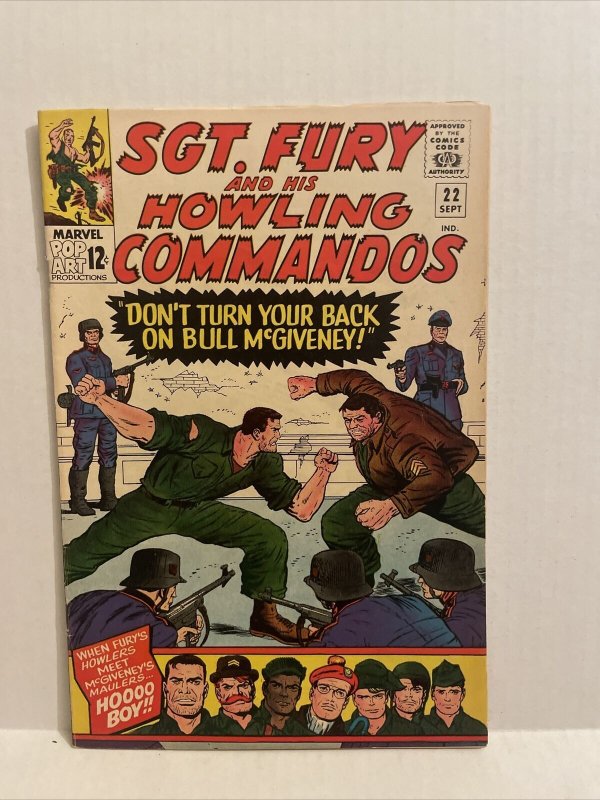 SGT. FURY
AND HIS
HOWLING
COMMANDOS
APPROVED
BY THE
COMICS
CODE
CA
AUTHORITY
22
SEPT
IND.
MARVEL
POP
ART 12¢
PRODUCTIONS
"DON'T TURN YOUR BACK
ON BULL McGIVENEY!"
WHEN FURY'S
HOWLERS
MEET
McGIVENEY'S
MAULERS...
HOOOO
BOY!!